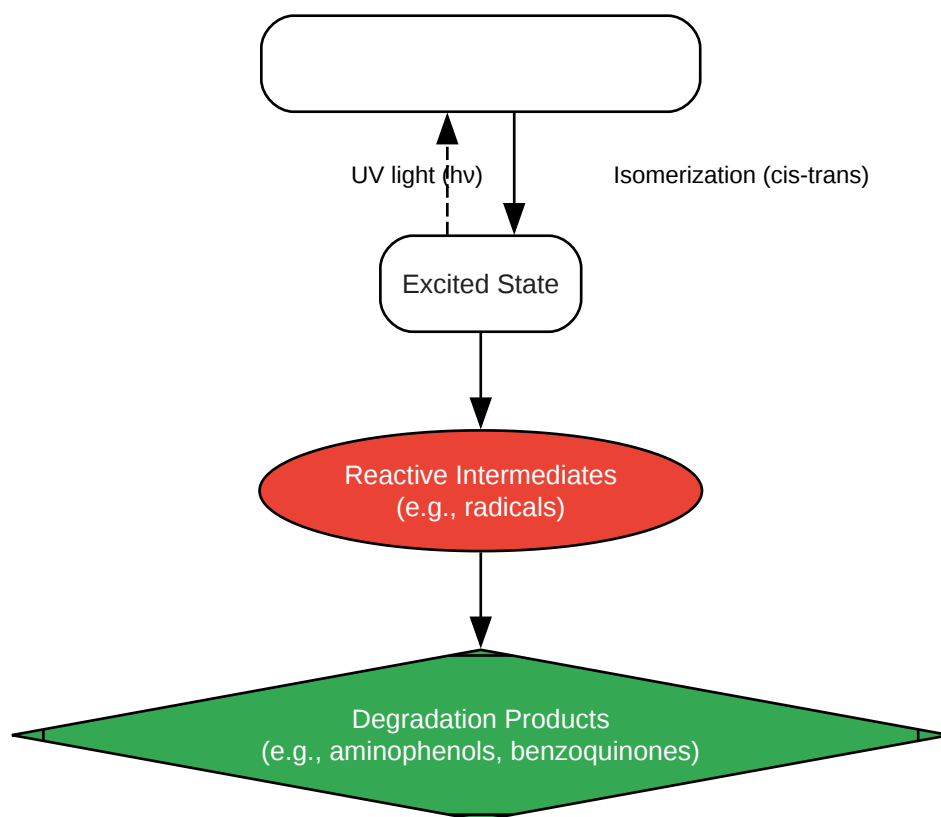 UV light (hν)
Isomerization (cis-trans)
Excited State
Reactive Intermediates
(e.g., radicals)
Degradation Products
(e.g., aminophenols, benzoquinones)